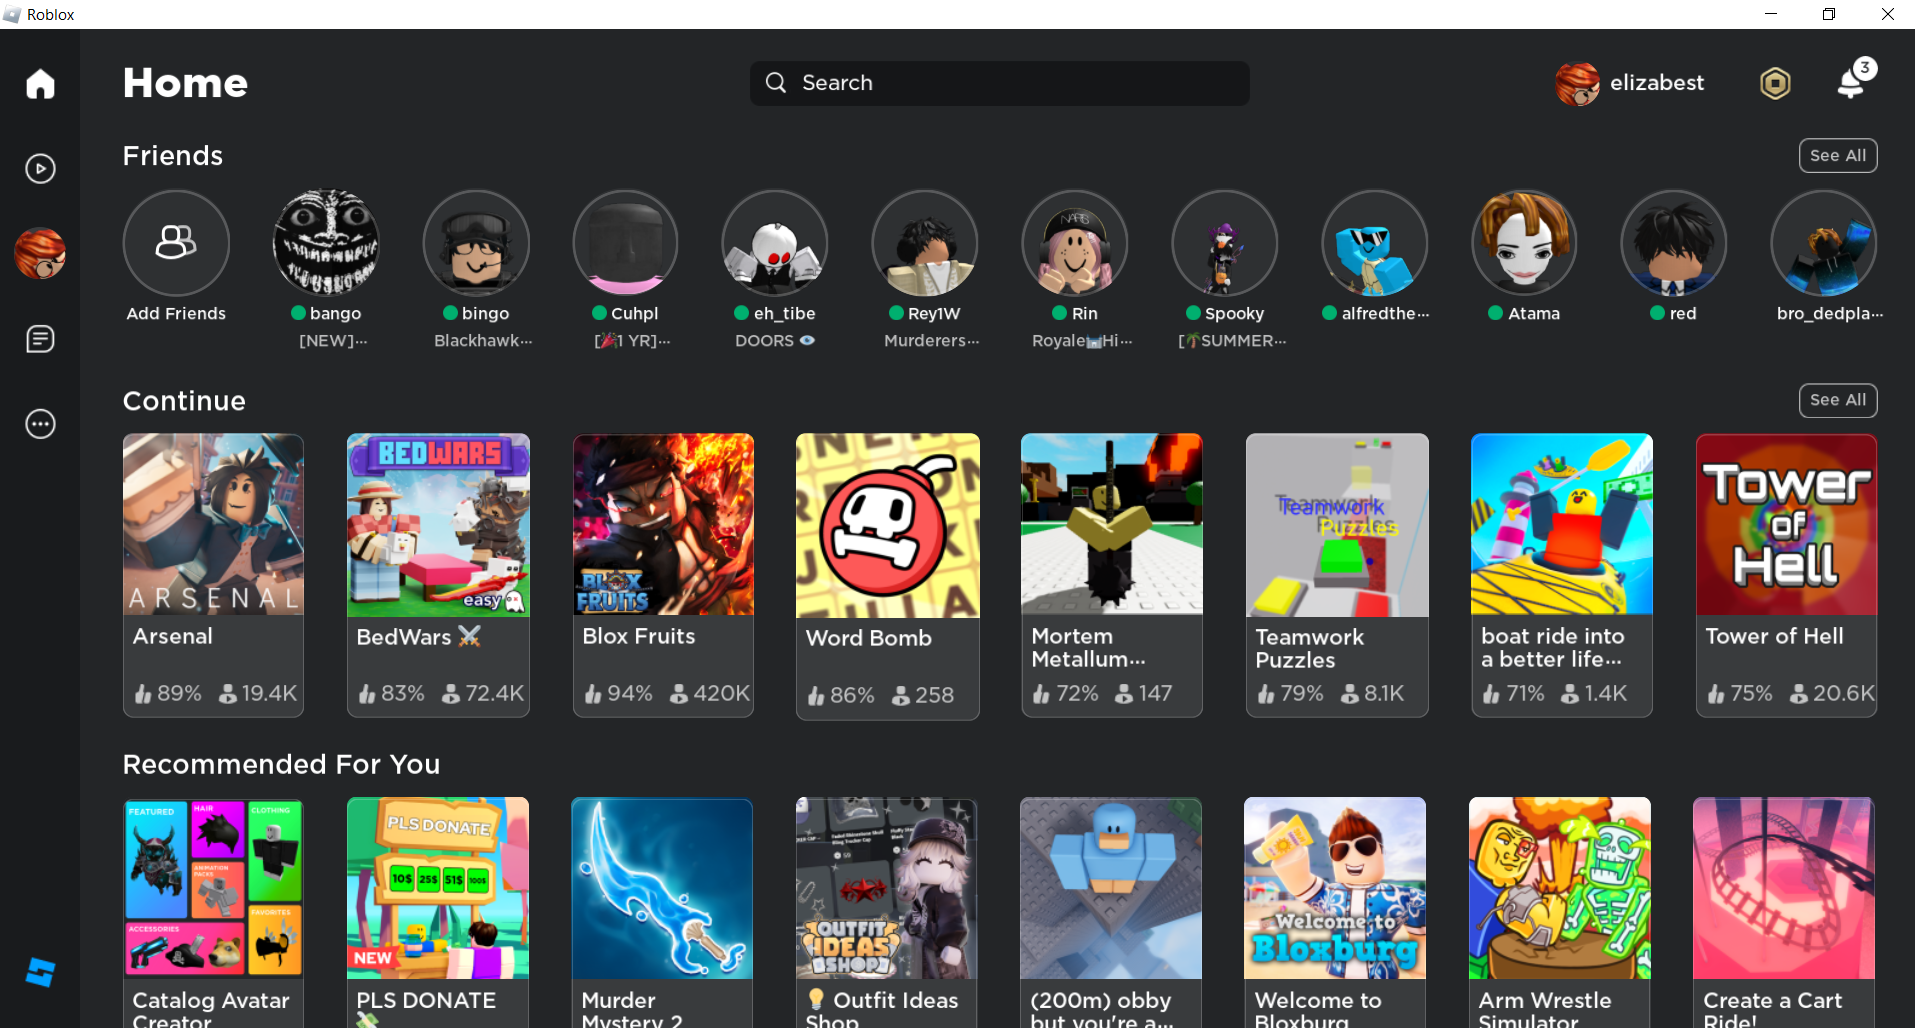 Roblox
Home
Search
elizabest
3
Friends
See All
NARS
Add Friends
bango
bingo
Cuhpl
eh_tibe
Rey1W
Rin
Spooky
alfredthe...
Atama
red
bro_dedpla...
[NEW]...
Blackhawk...
[🎉1 YR]...
DOORS 👁️
Murderers...
Royale🏰Hi...
[🌴SUMMER...
Continue
See All
ARSENAL
BEDWARS
easy
BLOX
FRUITS
Teamwork
Puzzles
Tower
of
Hell
Arsenal
BedWars ⚔️
Blox Fruits
Word Bomb
Mortem
Metallum...
Teamwork
Puzzles
boat ride into
a better life...
Tower of Hell
89% 19.4K
83% 72.4K
94% 420K
86% 258
72% 147
79% 8.1K
71% 1.4K
75% 20.6K
Recommended For You
FEATURED
HAIR
CLOTHING
ANIMATION
PACKS
FAVORITES
ACCESSORIES
PLS DONATE
10$ 25$ 51$ 100$
NEW
OUTFIT
IDEAS
SHOP
Welcome to
Bloxburg
Catalog Avatar
Creator
PLS DONATE
💸
Murder
Mystery 2
💡 Outfit Ideas
Shop
(200m) obby
but you're a...
Welcome to
Bloxburg
Arm Wrestle
Simulator
Create a Cart
Ride!